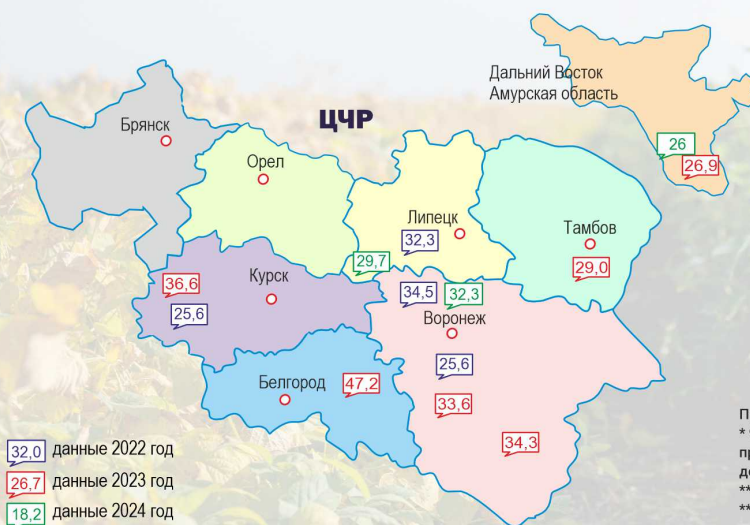 Дальний Восток
Амурская область
ЦЧР
Брянск
26
26,9
Орел
Липецк
32,3
Тамбов
29,0
29,7
36,6
Курск
25,6
34,5
32,3
Воронеж
25,6
Белгород
47,2
33,6
34,3
32,0 данные 2022 год
26,7 данные 2023 год
18,2 данные 2024 год
П
*
пр
до
**
**